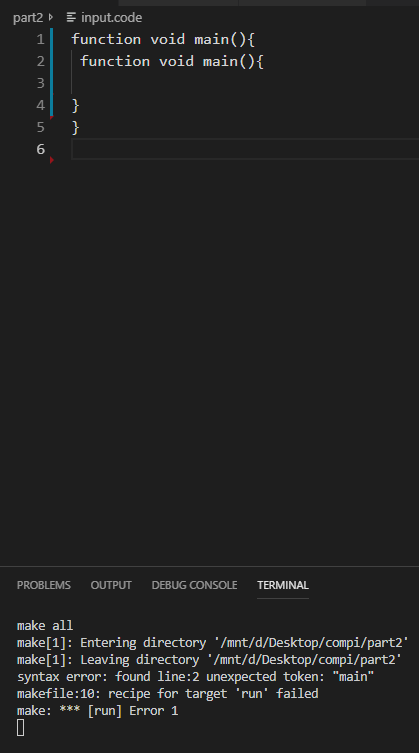 part2 input.code
1 function void main(){
2 function void main(){
3
4 }
5 }
6
PROBLEMS OUTPUT DEBUG CONSOLE TERMINAL
make all
make[1]: Entering directory '/mnt/d/Desktop/compi/part2'
make[1]: Leaving directory '/mnt/d/Desktop/compi/part2'
syntax error: found line:2 unexpected token: "main"
makefile:10: recipe for target 'run' failed
make: *** [run] Error 1